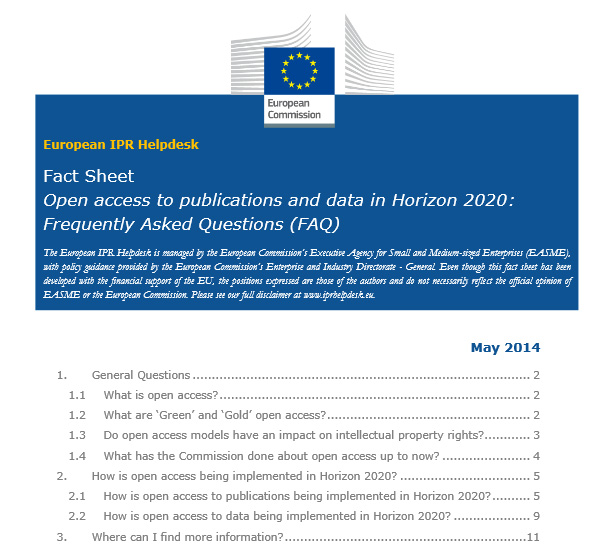 European
Commission
European IPR Helpdesk
Fact Sheet
Open access to publications and data in Horizon 2020:
Frequently Asked Questions (FAQ)
The European IPR Helpdesk is managed by the European Commission's Executive Agency for Small and Medium-sized Enterprises (EASME),
with policy guidance provided by the European Commission's Enterprise and Industry Directorate - General. Even though this fact sheet has been
developed with the financial support of the EU, the positions expressed are those of the authors and do not necessarily reflect the official opinion of
EASME or the European Commission. Please see our full disclaimer at www.iprhelpdesk.eu.
May 2014
1. General Questions ........ 2
1.1 What is open access? ........ 2
1.2 What are ‘Green’ and ‘Gold’ open access? ........ 2
1.3 Do open access models have an impact on intellectual property rights? ........ 3
1.4 What has the Commission done about open access up to now? ........ 4
2. How is open access being implemented in Horizon 2020? ........ 5
2.1 How is open access to publications being implemented in Horizon 2020? ........ 5
2.2 How is open access to data being implemented in Horizon 2020? ........ 9
3. Where can I find more information? ........ 11